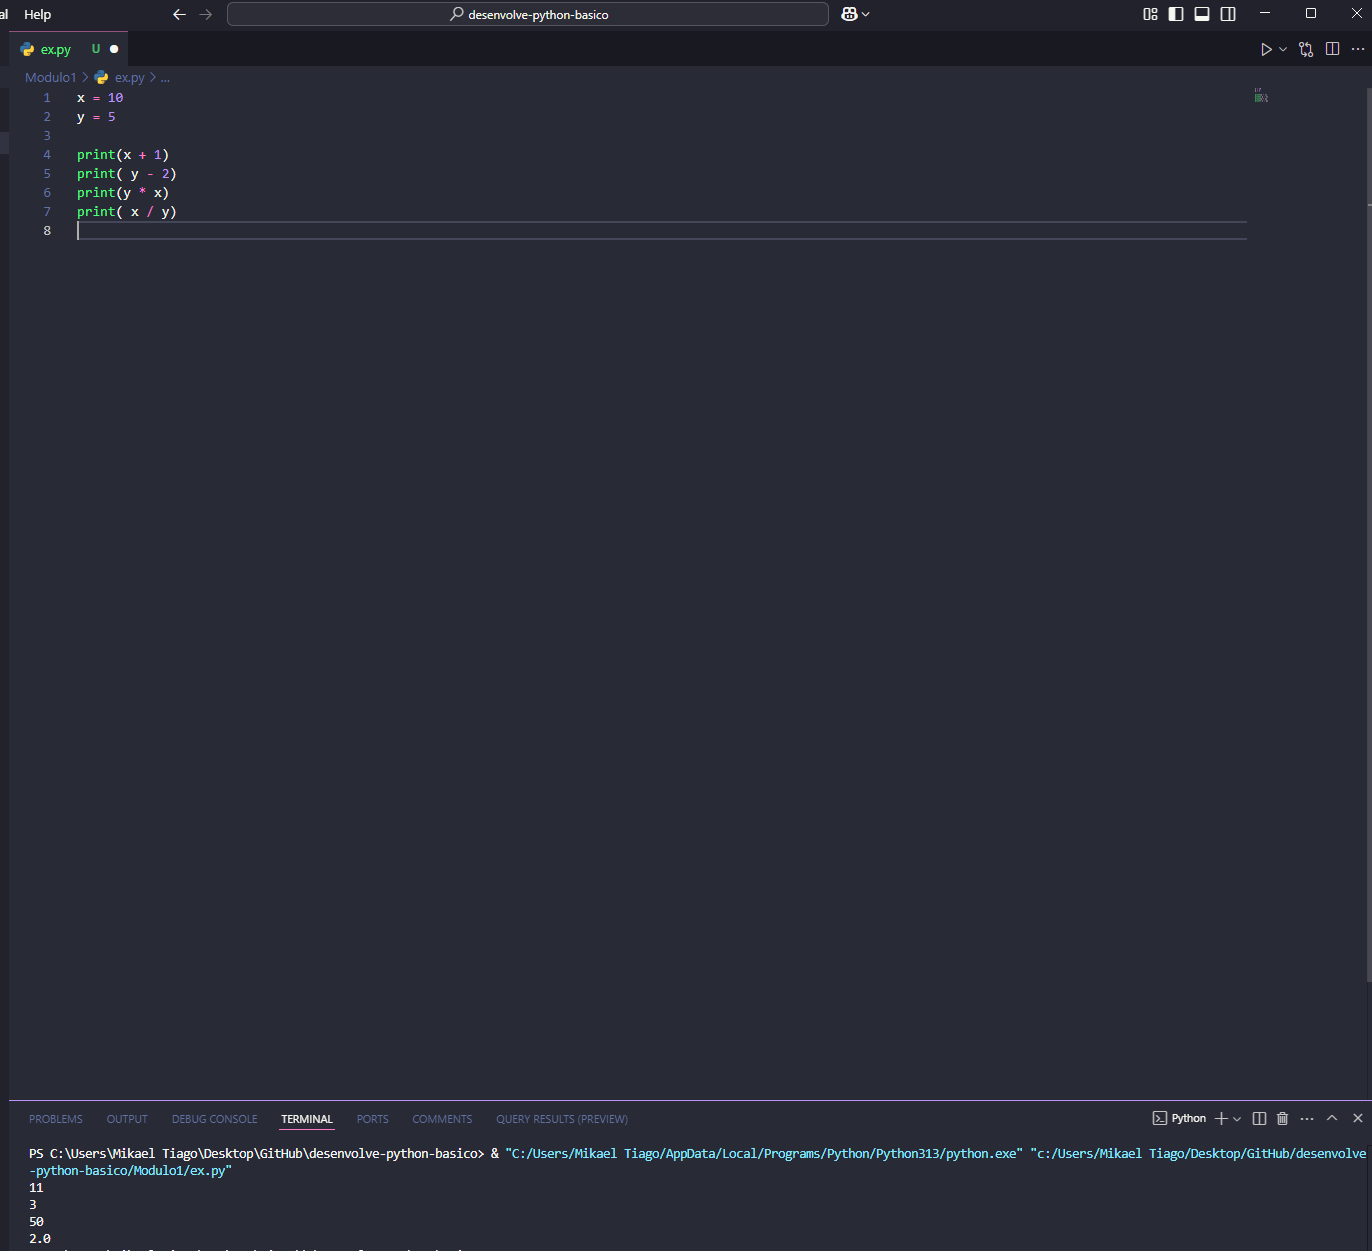 al Help desenvolve-python-basico
ex.py U
Modulo1 > ex.py > ...
1 x = 10
2 y = 5
3
4 print(x + 1)
5 print( y - 2)
6 print(y * x)
7 print( x / y)
8
PROBLEMS OUTPUT DEBUG CONSOLE TERMINAL PORTS COMMENTS QUERY RESULTS (PREVIEW) Python
PS C:\Users\Mikael Tiago\Desktop\GitHub\desenvolve-python-basico> & "C:/Users/Mikael Tiago/AppData/Local/Programs/Python/Python313/python.exe" "c:/Users/Mikael Tiago/Desktop/GitHub/desenvolve
-python-basico/Modulo1/ex.py"
11
3
50
2.0